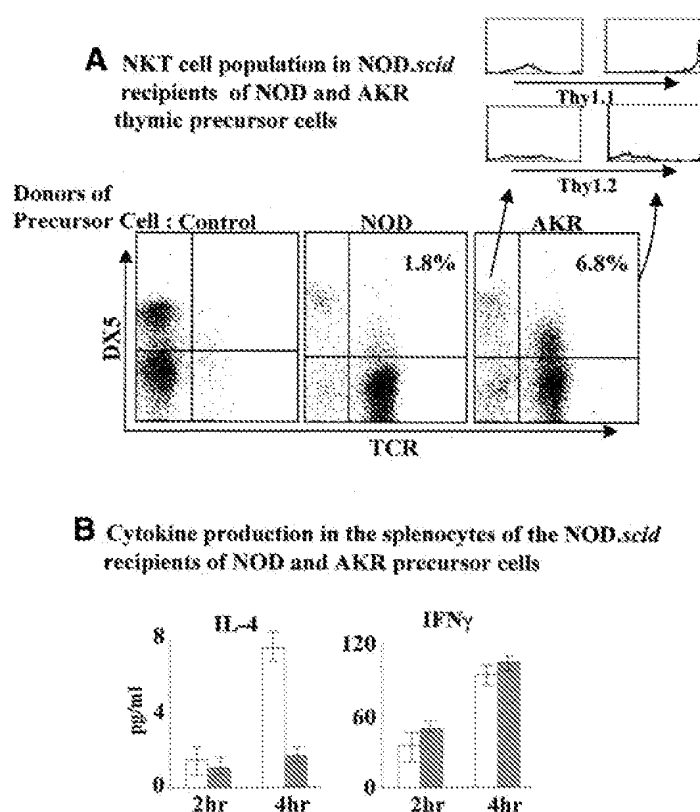 A NKT cell population in NOD.scid
recipients of NOD and AKR
thymic precursor cells
Thy1.1
Thy1.2
Donors of
Precursur Cell : Control NOD AKR
1.8% 6.8%
DX5
TCR
B Cytokine production in the splenocytes of the NOD.scid
recipients of NOD and AKR precursor cells
IL-4 IFNγ
8 120
pg/ml
4 60
0 0
2hr 4hr 2hr 4hr